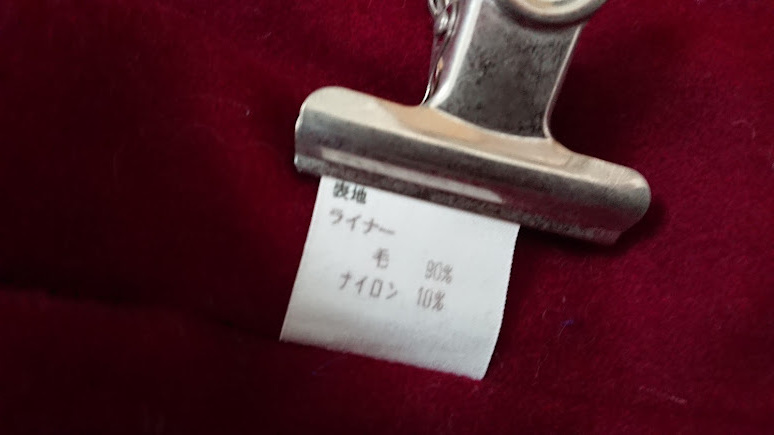 表地
ライナー
毛 90%
ナイロン 10%